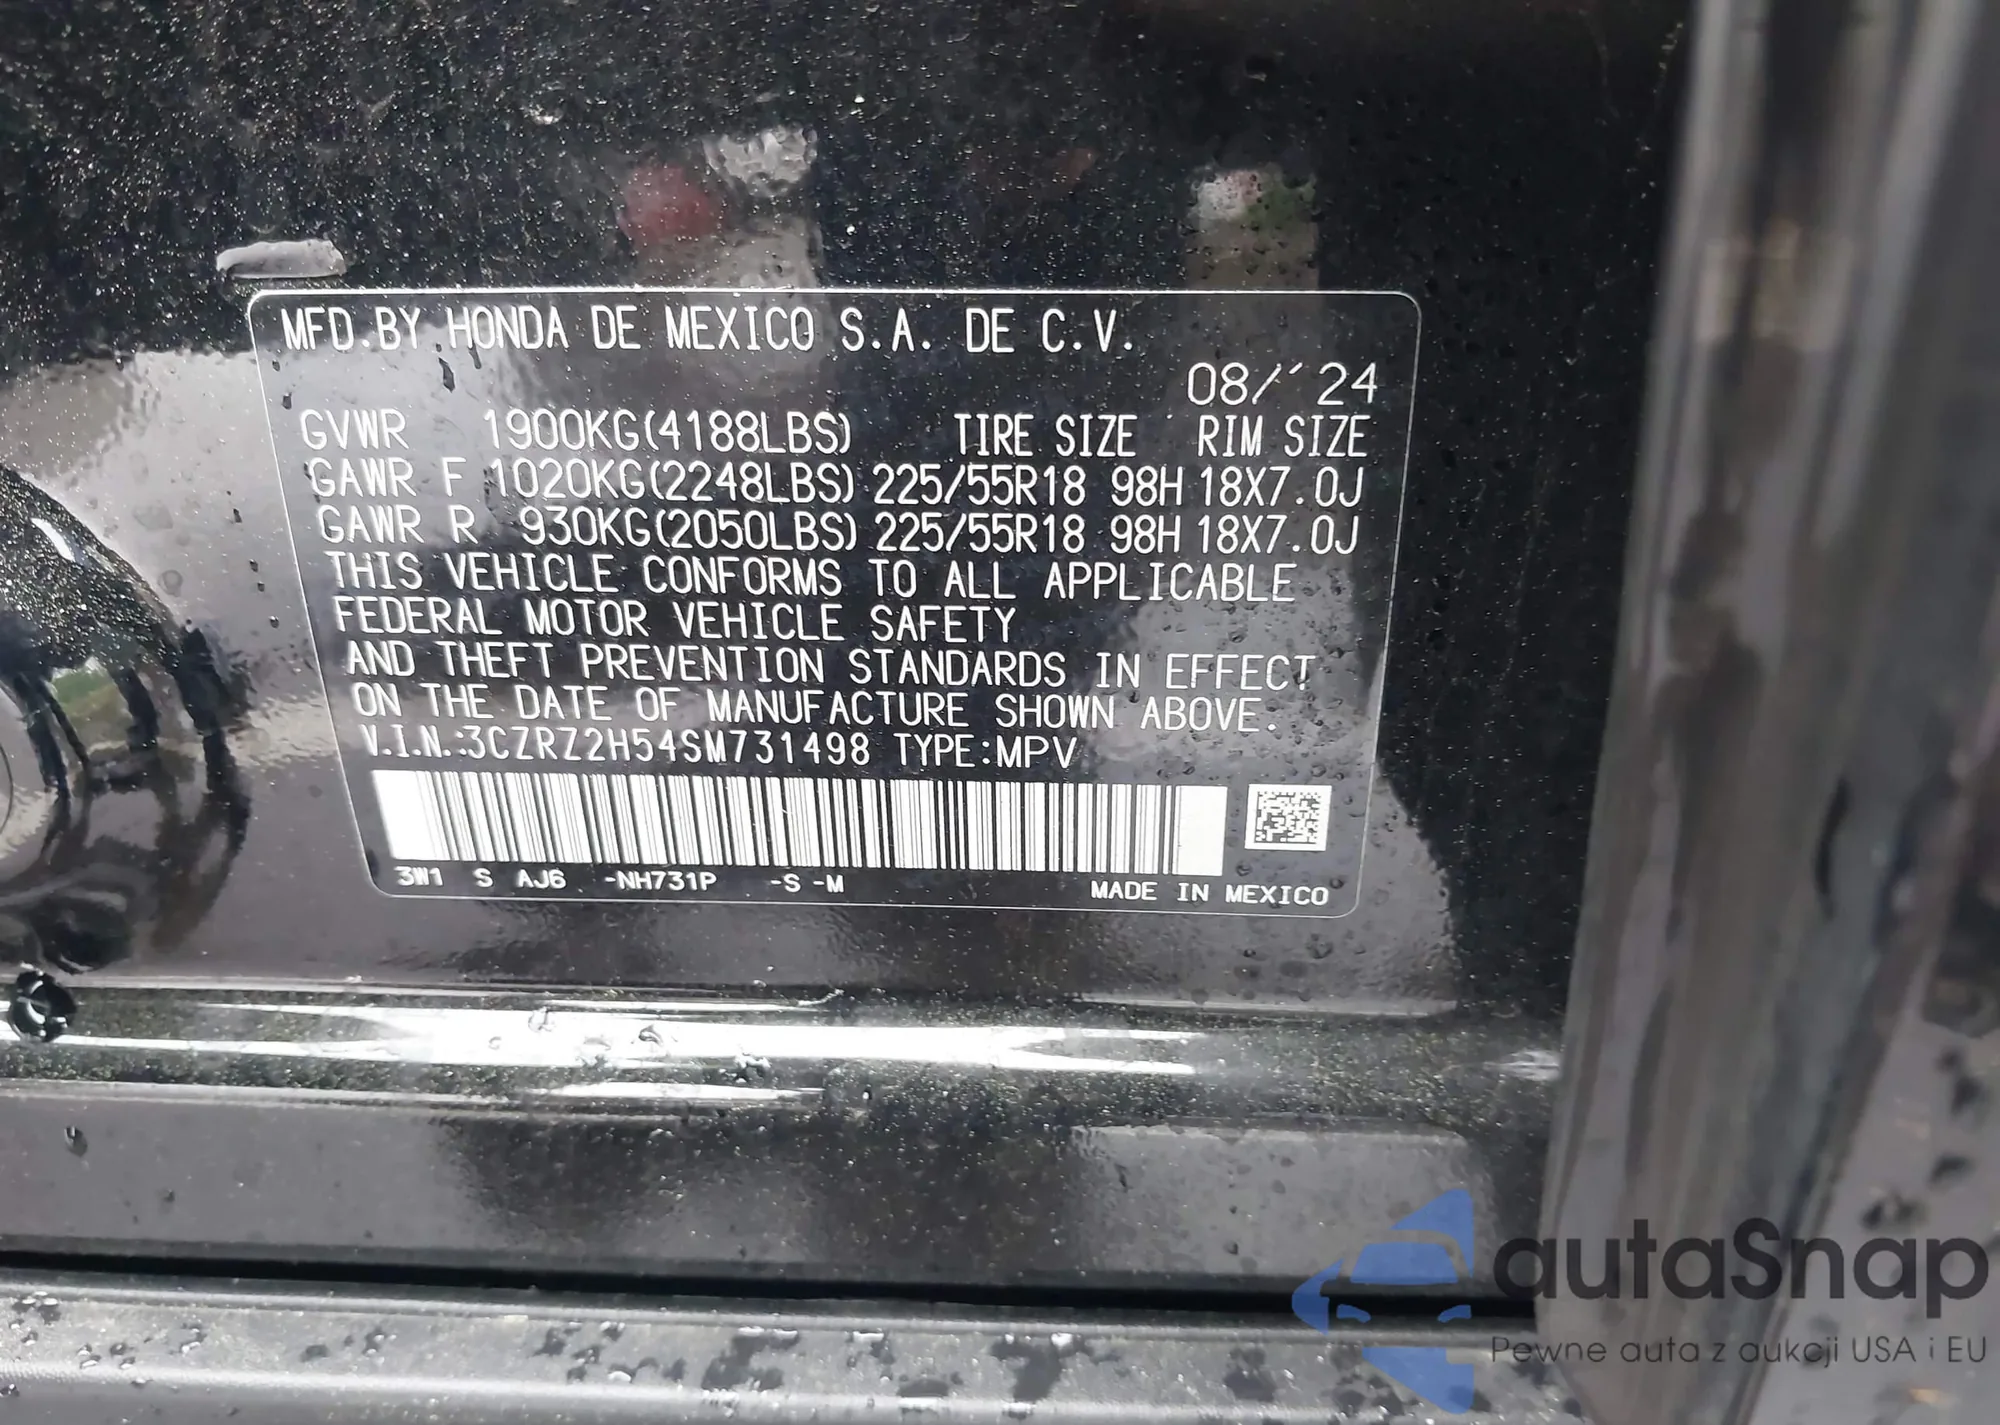 MFD.BY HONDA DE MEXICO S.A. DE C.V.
08/´24
GVWR 1900KG(4188LBS) TIRE SIZE RIM SIZE
GAWR F 1020KG(2248LBS) 225/55R18 98H 18X7.0J
GAWR R 930KG(2050LBS) 225/55R18 98H 18X7.0J
THIS VEHICLE CONFORMS TO ALL APPLICABLE
FEDERAL MOTOR VEHICLE SAFETY
AND THEFT PREVENTION STANDARDS IN EFFECT
ON THE DATE OF MANUFACTURE SHOWN ABOVE.
V.I.N.:3CZRZ2H54SM731498 TYPE:MPV
3W1 S AJ6 -NH731P -S -M MADE IN MEXICO
autaSnap
Pewne auta z aukcji USA i EU